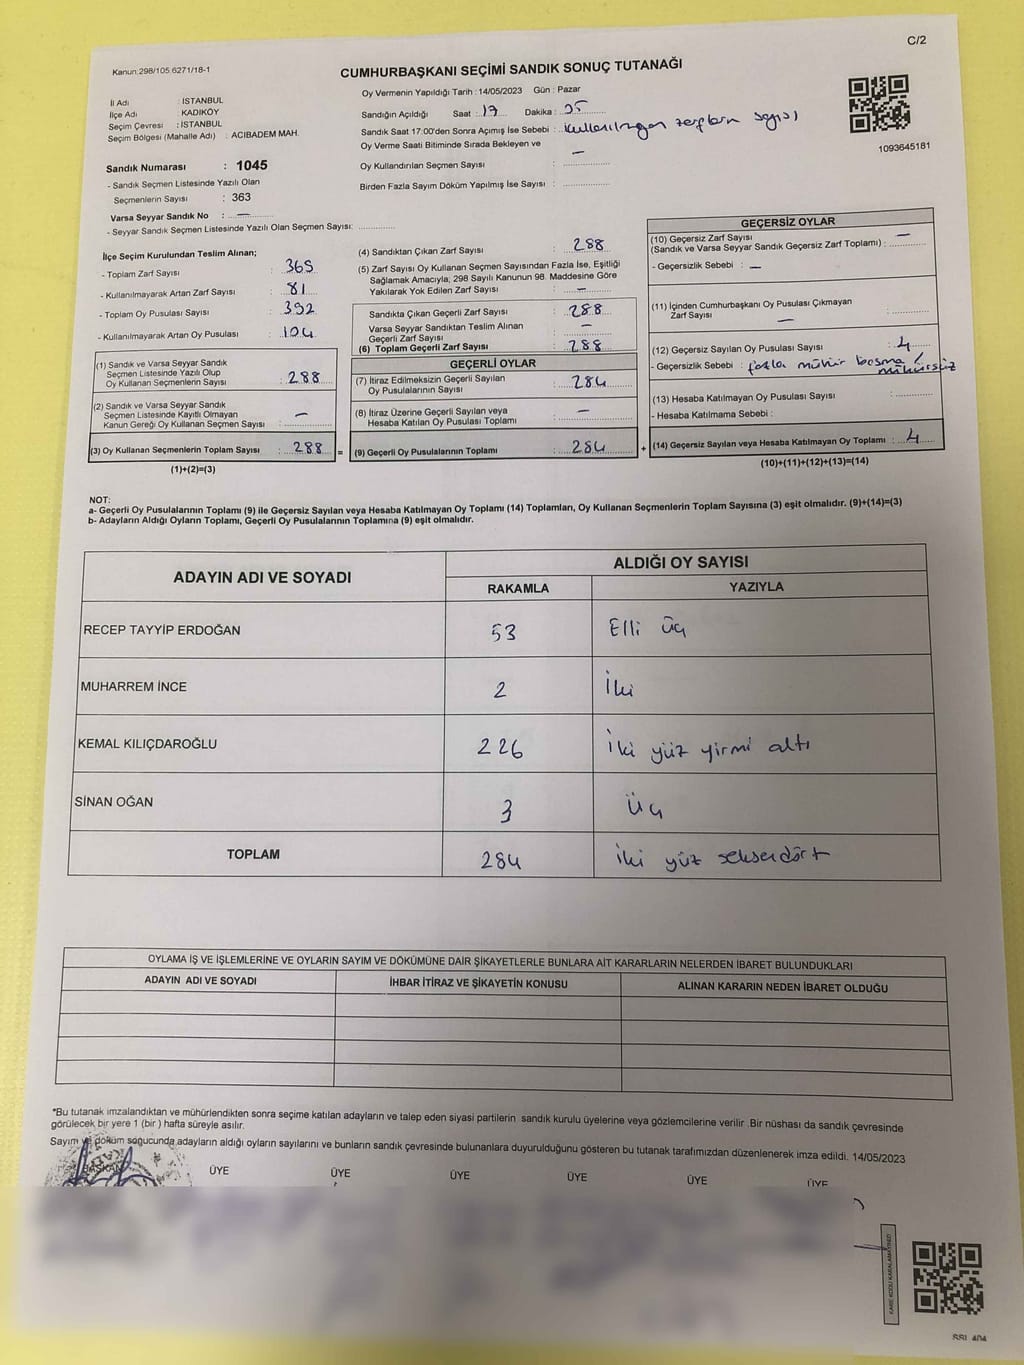 C/2
Kanun:298/105 6271/18-1
CUMHURBAŞKANI SEÇİMİ SANDIK SONUÇ TUTANAĞI
İl Adı : İSTANBUL
İlçe Adı : KADIKÖY
Seçim Çevresi : İSTANBUL
Seçim Bölgesi (Mahalle Adı) : ACIBADEM MAH.
Oy Vermenin Yapıldığı Tarih : 14/05/2023 Gün : Pazar
Sandığın Açıldığı Saat : 17 Dakika : 35
Sandık Saat 17:00'den Sonra Açımış İse Sebebi : Kullanılmayan zarfların sayısı
Oy Verme Saati Bitiminde Sırada Bekleyen ve
Oy Kullandırılan Seçmen Sayısı : —
Birden Fazla Sayım Döküm Yapılmış İse Sayısı :
1093645181
Sandık Numarası : 1045
- Sandık Seçmen Listesinde Yazılı Olan
Seçmenlerin Sayısı : 363
Varsa Seyyar Sandık No : —
- Seyyar Sandık Seçmen Listesinde Yazılı Olan Seçmen Sayısı:
İlçe Seçim Kurulundan Teslim Alınan;
- Toplam Zarf Sayısı : 365
- Kullanılmayarak Artan Zarf Sayısı : 81
- Toplam Oy Pusulası Sayısı : 392
- Kullanılmayarak Artan Oy Pusulası : 104
(1) Sandık ve Varsa Seyyar Sandık
Seçmen Listesinde Yazılı Olup
Oy Kullanan Seçmenlerin Sayısı : 288
(2) Sandık ve Varsa Seyyar Sandık
Seçmen Listesinde Kayıtlı Olmayan
Kanun Gereği Oy Kullanan Seçmen Sayısı : —
(3) Oy Kullanan Seçmenlerin Toplam Sayısı : 288 =
(1)+(2)=(3)
(4) Sandıktan Çıkan Zarf Sayısı : 288
(5) Zarf Sayısı Oy Kullanan Seçmen Sayısından Fazla İse, Eşitliği
Sağlamak Amacıyla; 298 Sayılı Kanunun 98. Maddesine Göre
Yakılarak Yok Edilen Zarf Sayısı : —
Sandıkta Çıkan Geçerli Zarf Sayısı : 288
Varsa Seyyar Sandıktan Teslim Alınan
Geçerli Zarf Sayısı : —
(6) Toplam Geçerli Zarf Sayısı : 288
GEÇERLİ OYLAR
(7) İtiraz Edilmeksizin Geçerli Sayılan
Oy Pusulalarının Sayısı : 284
(8) İtiraz Üzerine Geçerli Sayılan veya
Hesaba Katılan Oy Pusulası Toplamı : —
(9) Geçerli Oy Pusulalarının Toplamı : 284 +
GEÇERSİZ OYLAR
(10) Geçersiz Zarf Sayısı —
(Sandık ve Varsa Seyyar Sandık Geçersiz Zarf Toplamı) :
- Geçersizlik Sebebi : —
(11) İçinden Cumhurbaşkanı Oy Pusulası Çıkmayan
Zarf Sayısı —
(12) Geçersiz Sayılan Oy Pusulası Sayısı : 4
- Geçersizlik Sebebi : fazla mühür basma / mühürsüz
(13) Hesaba Katılmayan Oy Pusulası Sayısı :
- Hesaba Katılmama Sebebi :
(14) Geçersiz Sayılan veya Hesaba Katılmayan Oy Toplamı : 4
(10)+(11)+(12)+(13)=(14)
NOT:
a- Geçerli Oy Pusulalarının Toplamı (9) ile Geçersiz Sayılan veya Hesaba Katılmayan Oy Toplamı (14) Toplamları, Oy Kullanan Seçmenlerin Toplam Sayısına (3) eşit olmalıdır. (9)+(14)=(3)
b- Adayların Aldığı Oyların Toplamı, Geçerli Oy Pusulalarının Toplamına (9) eşit olmalıdır.
ADAYIN ADI VE SOYADI ALDIĞI OY SAYISI
RAKAMLA YAZIYLA
RECEP TAYYİP ERDOĞAN 53 Elli üç
MUHARREM İNCE 2 İki
KEMAL KILIÇDAROĞLU 226 İki yüz yirmi altı
SİNAN OĞAN 3 Üç
TOPLAM 284 İki yüz seksendört
OYLAMA İŞ VE İŞLEMLERİNE VE OYLARIN SAYIM VE DÖKÜMÜNE DAİR ŞİKAYETLERLE BUNLARA AİT KARARLARIN NELERDEN İBARET BULUNDUKLARI
ADAYIN ADI VE SOYADI İHBAR İTİRAZ VE ŞİKAYETİN KONUSU ALINAN KARARIN NEDEN İBARET OLDUĞU
*Bu tutanak imzalandıktan ve mühürlendikten sonra seçime katılan adayların ve talep eden siyasi partilerin sandık kurulu üyelerine veya gözlemcilerine verilir .Bir nüshası da sandık çevresinde
görülecek bir yere 1 (bir ) hafta süreyle asılır.
Sayım ve döküm sonucunda adayların aldığı oyların sayılarını ve bunların sandık çevresinde bulunanlara duyurulduğunu gösteren bu tutanak tarafımızdan düzenlenerek imza edildi. 14/05/2023
BAŞKAN ÜYE ÜYE ÜYE ÜYE ÜYE ÜYE
KARE KODU KARALAMAYINIZ!